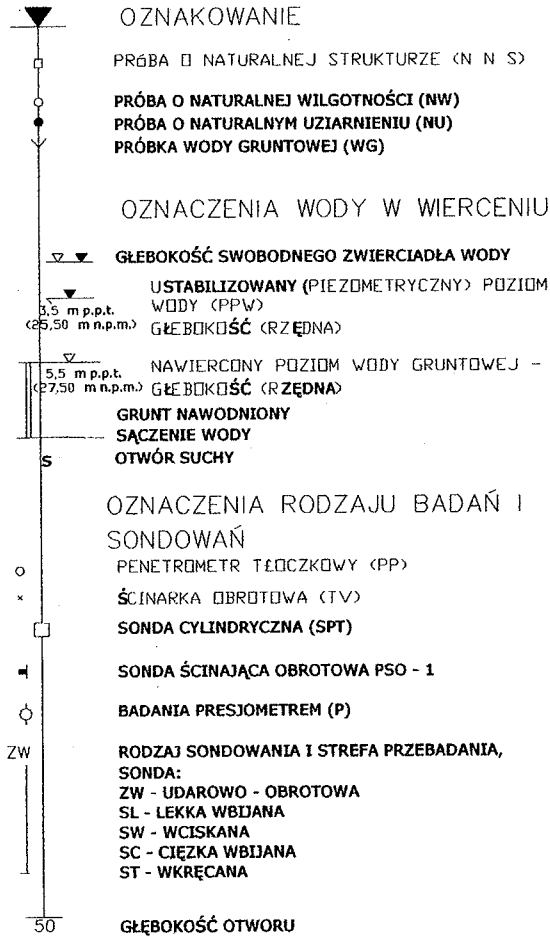 OZNAKOWANIE
PRóBA O NATURALNEJ STRUKTURZE (N N S)
PRÓBA O NATURALNEJ WILGOTNOŚCI (NW)
PRÓBA O NATURALNYM UZIARNIENIU (NU)
PRÓBKA WODY GRUNTOWEJ (WG)
OZNACZENIA WODY W WIERCENIU
GŁEBOKOŚĆ SWOBODNEGO ZWIERCIADŁA WODY
USTABILIZOWANY (PIEZOMETRYCZNY) POZIOM
3,5 m p.p.t. WODY (PPW)
(25,50 m n.p.m.) GŁEBOKOŚĆ (RZĘDNA)
NAWIERCONY POZIOM WODY GRUNTOWEJ -
5,5 m p.p.t.
(27,50 m n.p.m.) GŁEBOKOŚĆ (RZĘDNA)
GRUNT NAWODNIONY
SĄCZENIE WODY
S OTWÓR SUCHY
OZNACZENIA RODZAJU BADAŃ I
SONDOWAŃ
PENETROMETR TŁOCZKOWY (PP)
ŚCINARKA OBROTOWA (TV)
SONDA CYLINDRYCZNA (SPT)
SONDA ŚCINAJĄCA OBROTOWA PSO - 1
BADANIA PRESJOMETREM (P)
ZW RODZAJ SONDOWANIA I STREFA PRZEBADANIA,
SONDA:
ZW - UDAROWO - OBROTOWA
SL - LEKKA WBIJANA
SW - WCISKANA
SC - CIĘZKA WBIJANA
ST - WKRĘCANA
50 GŁĘBOKOŚĆ OTWORU